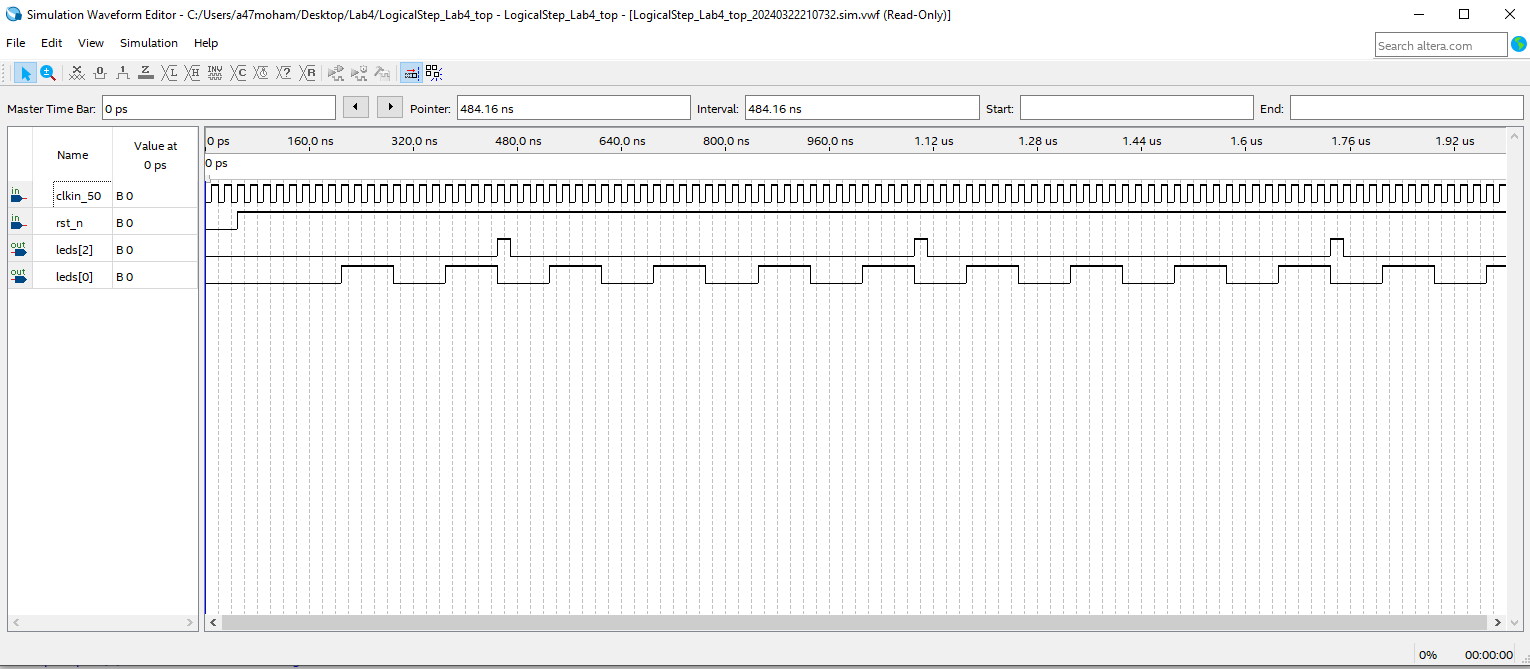 Simulation Waveform Editor - C:/Users/a47moham/Desktop/Lab4/LogicalStep_Lab4_top - LogicalStep_Lab4_top - [LogicalStep_Lab4_top_20240322210732.sim.vwf (Read-Only)]
File Edit View Simulation Help
Search altera.com
Master Time Bar: 0 ps Pointer: 484.16 ns Interval: 484.16 ns Start: End:
Name Value at 0 ps
0 ps 160.0 ns 320.0 ns 480.0 ns 640.0 ns 800.0 ns 960.0 ns 1.12 us 1.28 us 1.44 us 1.6 us 1.76 us 1.92 us
0 ps
in clkin_50 B 0
in rst_n B 0
out leds[2] B 0
out leds[0] B 0
0% 00:00:00